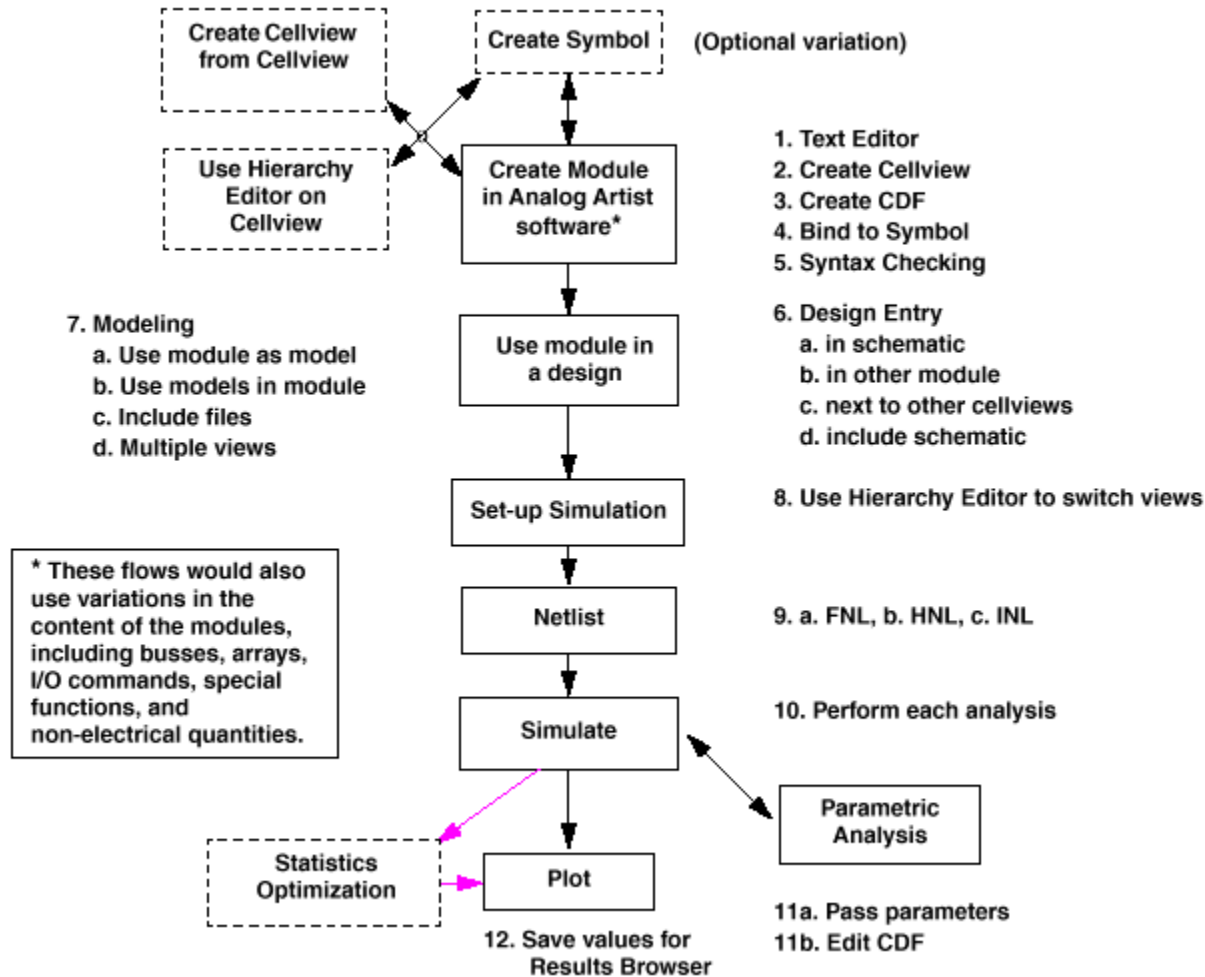 Create Cellview
from Cellview
Create Symbol
(Optional variation)
Use Hierarchy
Editor on
Cellview
Create Module
in Analog Artist
software*
1. Text Editor
2. Create Cellview
3. Create CDF
4. Bind to Symbol
5. Syntax Checking
7. Modeling
a. Use module as model
b. Use models in module
c. Include files
d. Multiple views
Use module in
a design
6. Design Entry
a. in schematic
b. in other module
c. next to other cellviews
d. include schematic
Set-up Simulation
8. Use Hierarchy Editor to switch views
* These flows would also
use variations in the
content of the modules,
including busses, arrays,
I/O commands, special
functions, and
non-electrical quantities.
Netlist
9. a. FNL, b. HNL, c. INL
Simulate
10. Perform each analysis
Parametric
Analysis
Statistics
Optimization
Plot
11a. Pass parameters
11b. Edit CDF
12. Save values for
Results Browser